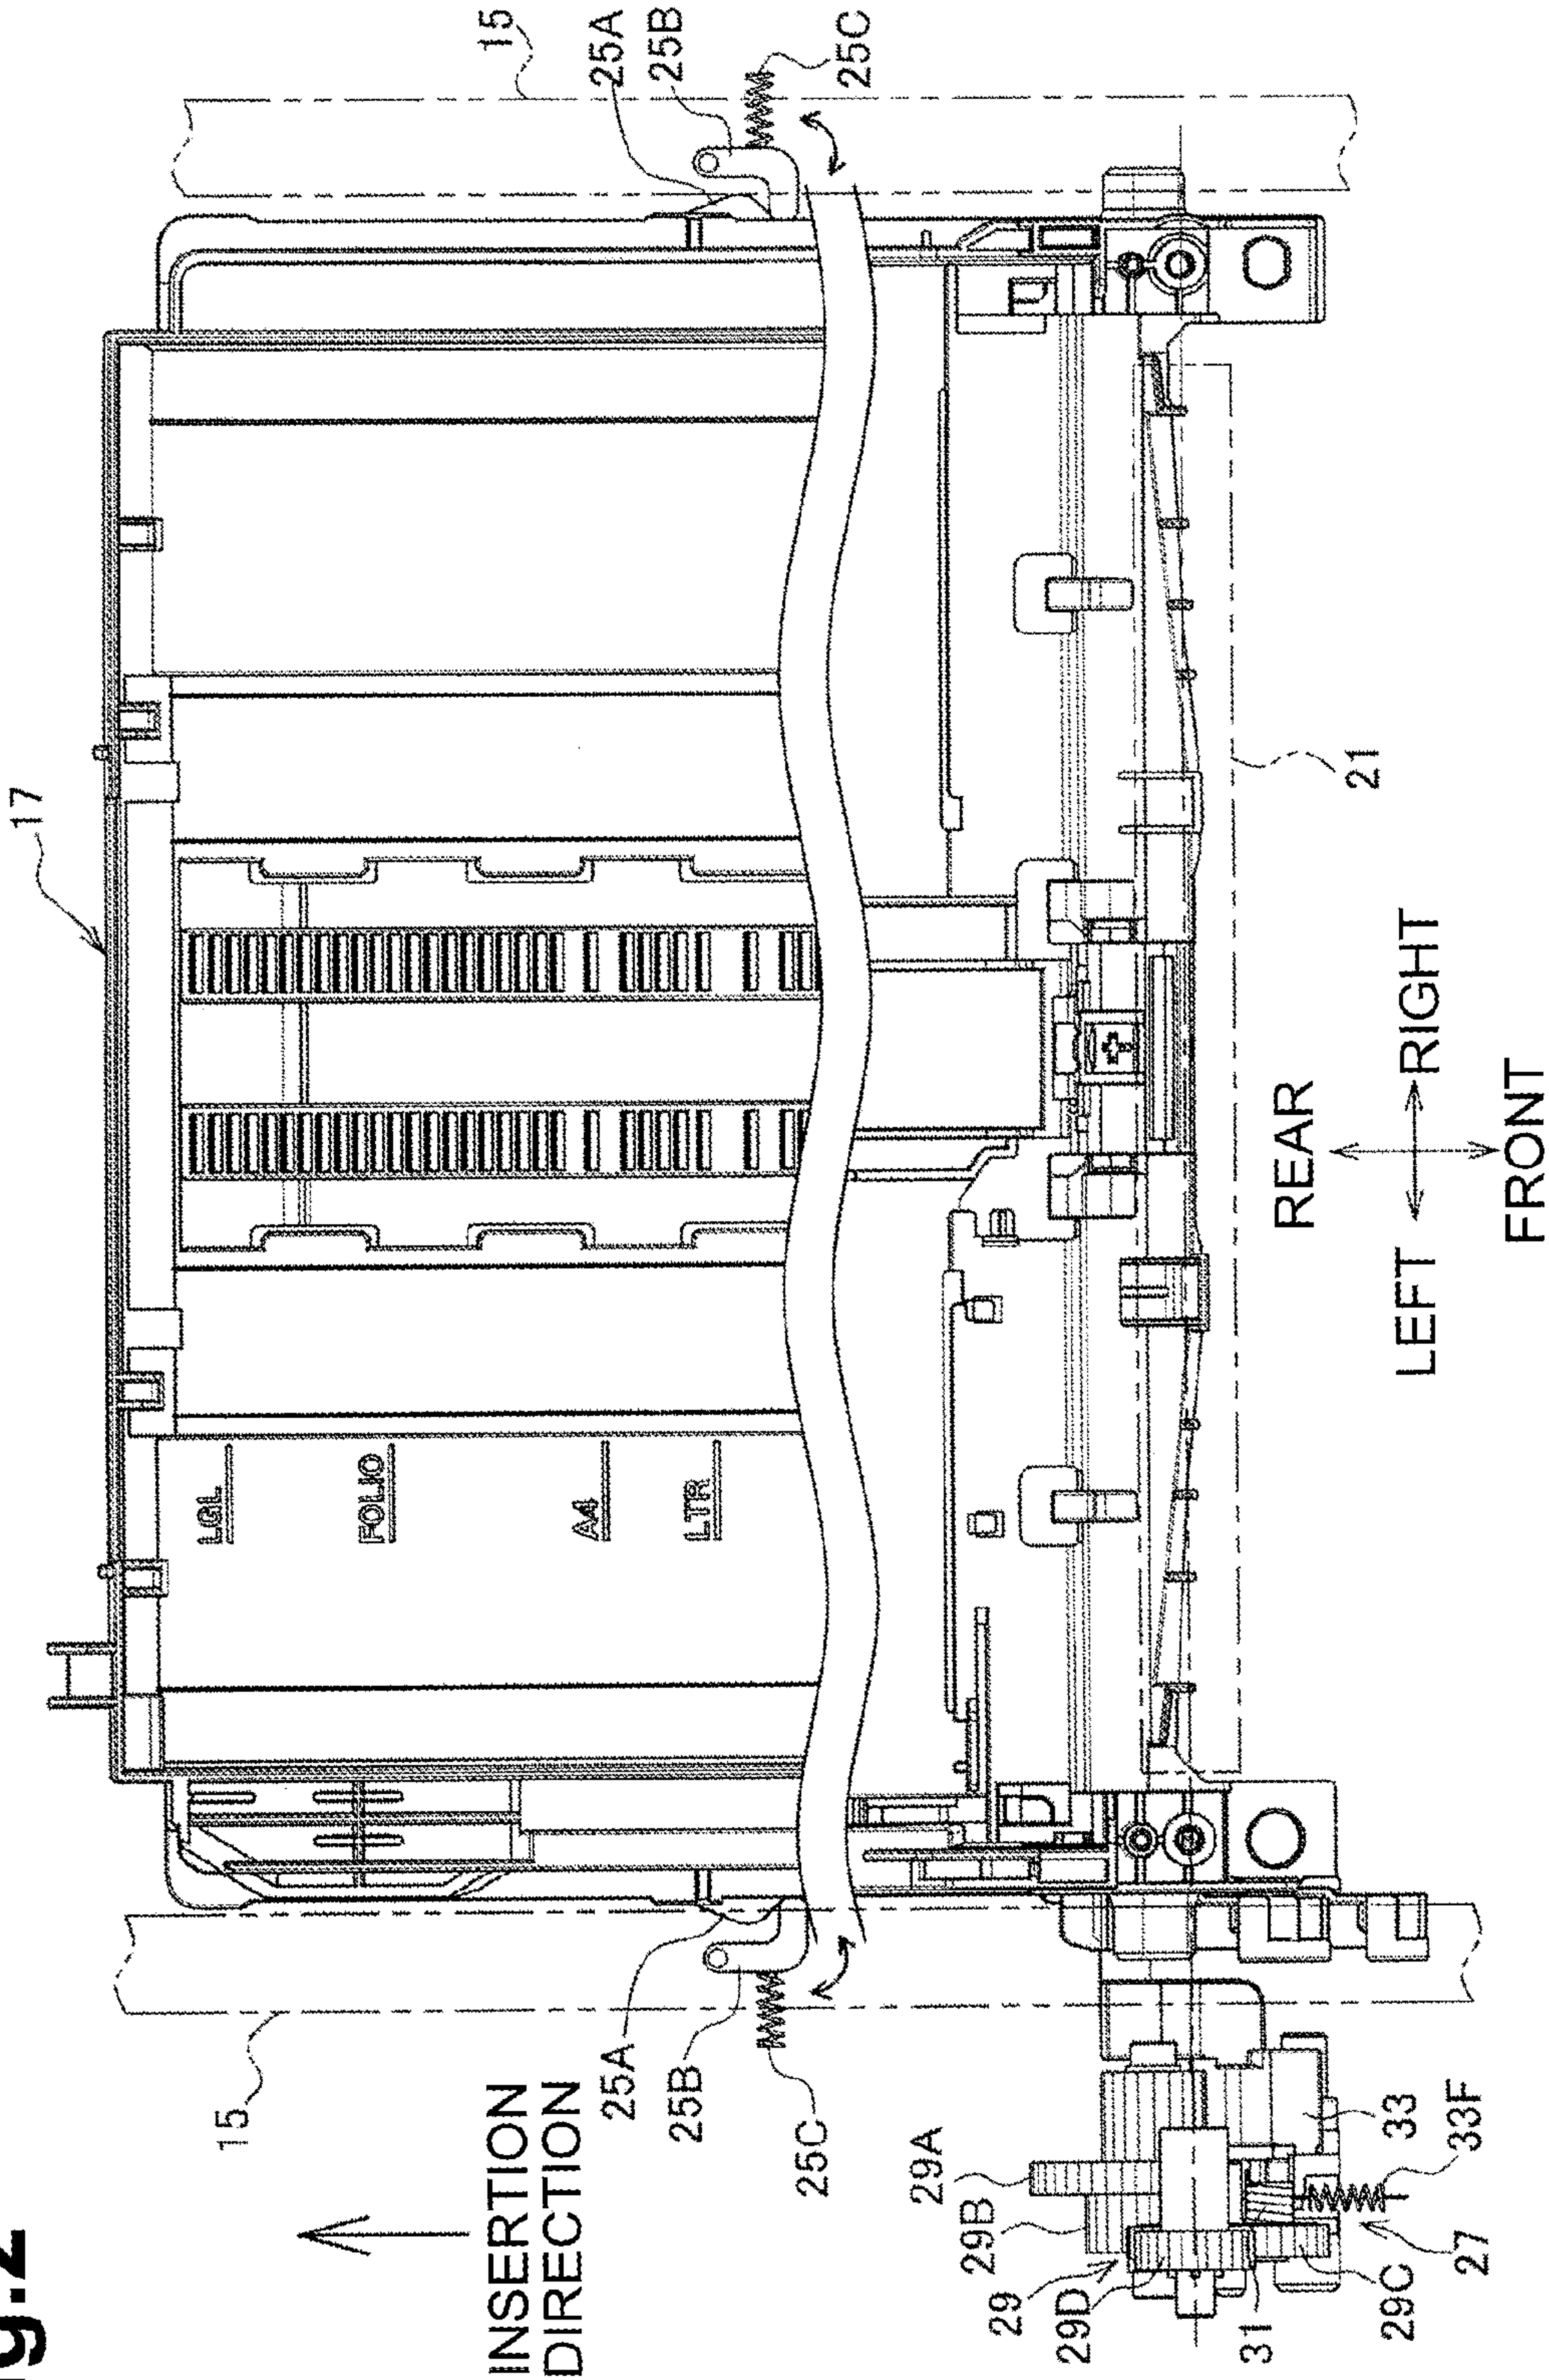 Fig.2
INSERTION
DIRECTION
15
17
15
25A
25B
25C
25A
25B
25C
LGL
FOLIO
A4
LTR
21
REAR
LEFT
RIGHT
FRONT
29A
29B
29
29D
31
29C
27
33
33F